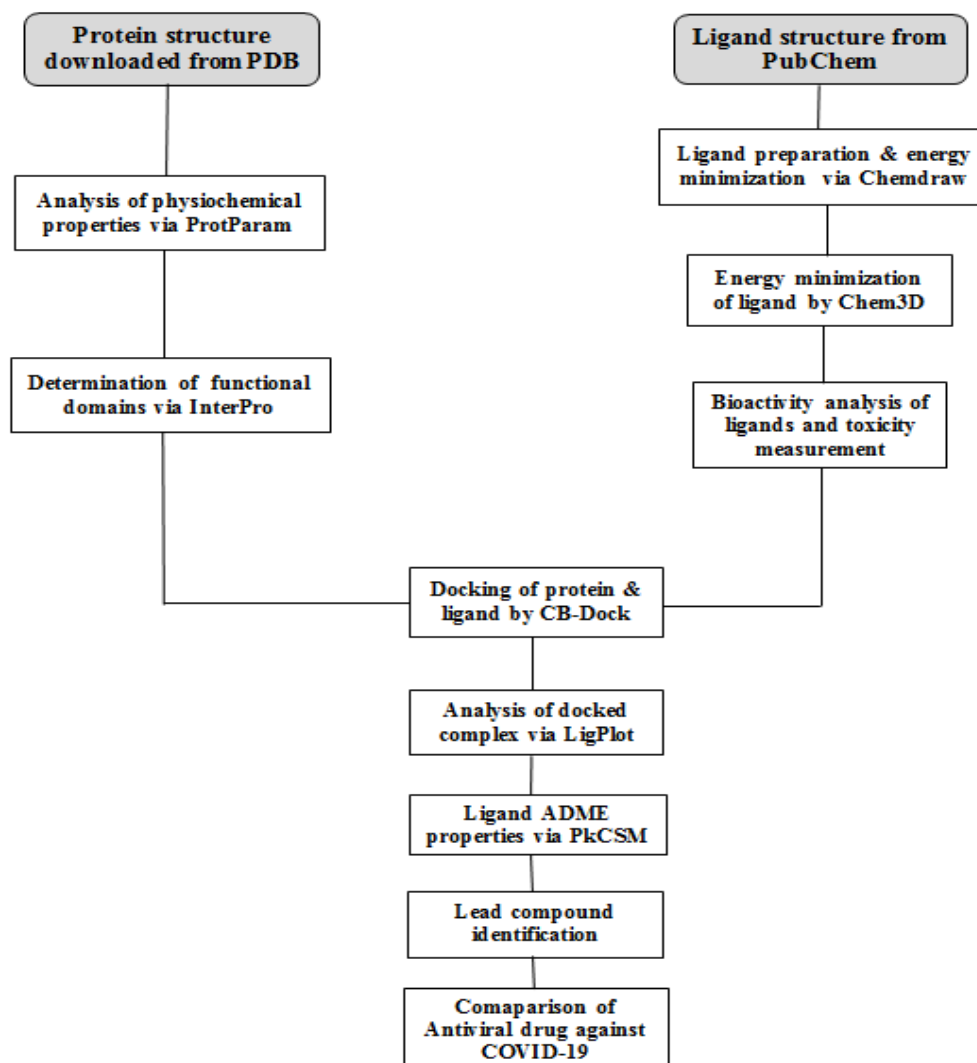 Protein structure
downloaded from PDB
Analysis of physiochemical
properties via ProtParam
Determination of functional
domains via InterPro
Ligand structure from
PubChem
Ligand preparation & energy
minimization via Chemdraw
Energy minimization
of ligand by Chem3D
Bioactivity analysis of
ligands and toxicity
measurement
Docking of protein &
ligand by CB-Dock
Analysis of docked
complex via LigPlot
Ligand ADME
properties via PkCSM
Lead compound
identification
Comaparison of
Antiviral drug against
COVID-19